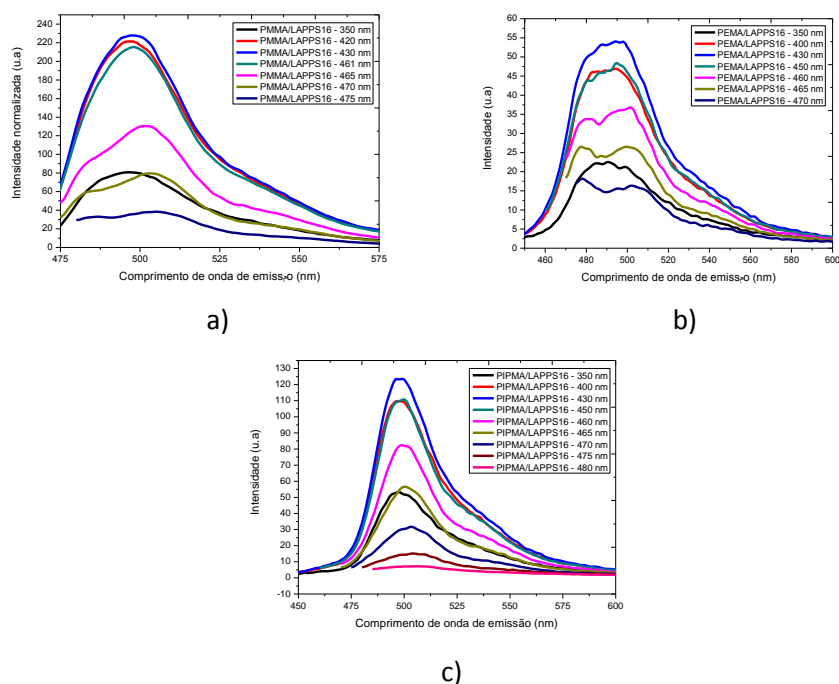 Intensidade normalizada (u.a)
220
200
180
160
140
120
100
80
60
40
20
0
475
500
525
550
575
Comprimento de onda de emissro (nm)
PMMA/LAPPS16 - 350 nm
PMMA/LAPPS16 - 420 nm
PMMA/LAPPS16 - 430 nm
PMMA/LAPPS16 - 461 nm
PMMA/LAPPS16 - 465 nm
PMMA/LAPPS16 - 470 nm
PMMA/LAPPS16 - 475 nm
a)
Intensidade (u.a)
60
55
50
45
40
35
30
25
20
15
10
5
0
460
480
500
520
540
560
580
600
Comprimento de onda de emissro (nm)
PEMA/LAPPS16 - 350 nm
PEMA/LAPPS16 - 400 nm
PEMA/LAPPS16 - 430 nm
PEMA/LAPPS16 - 450 nm
PEMA/LAPPS16 - 460 nm
PEMA/LAPPS16 - 465 nm
PEMA/LAPPS16 - 470 nm
b)
Intensidade (u.a)
130
120
110
100
90
80
70
60
50
40
30
20
10
0
-10
450
475
500
525
550
575
600
Comprimento de onda de emissão (nm)
PIPMA/LAPPS16 - 350 nm
PIPMA/LAPPS16 - 400 nm
PIPMA/LAPPS16 - 430 nm
PIPMA/LAPPS16 - 450 nm
PIPMA/LAPPS16 - 460 nm
PIPMA/LAPPS16 - 465 nm
PIPMA/LAPPS16 - 470 nm
PIPMA/LAPPS16 - 475 nm
PIPMA/LAPPS16 - 480 nm
c)